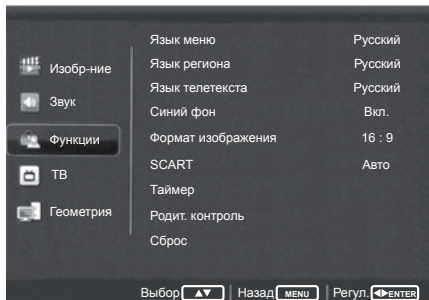 Изобр-ние
Звук
Функции
ТВ
Геометрия
Язык меню Русский
Язык региона Русский
Язык телетекста Русский
Синий фон Вкл.
Формат изображения 16 : 9
SCART Авто
Таймер
Родит. контроль
Сброс
Выбор ▲▼ Назад MENU Регул. ◀▶ENTER